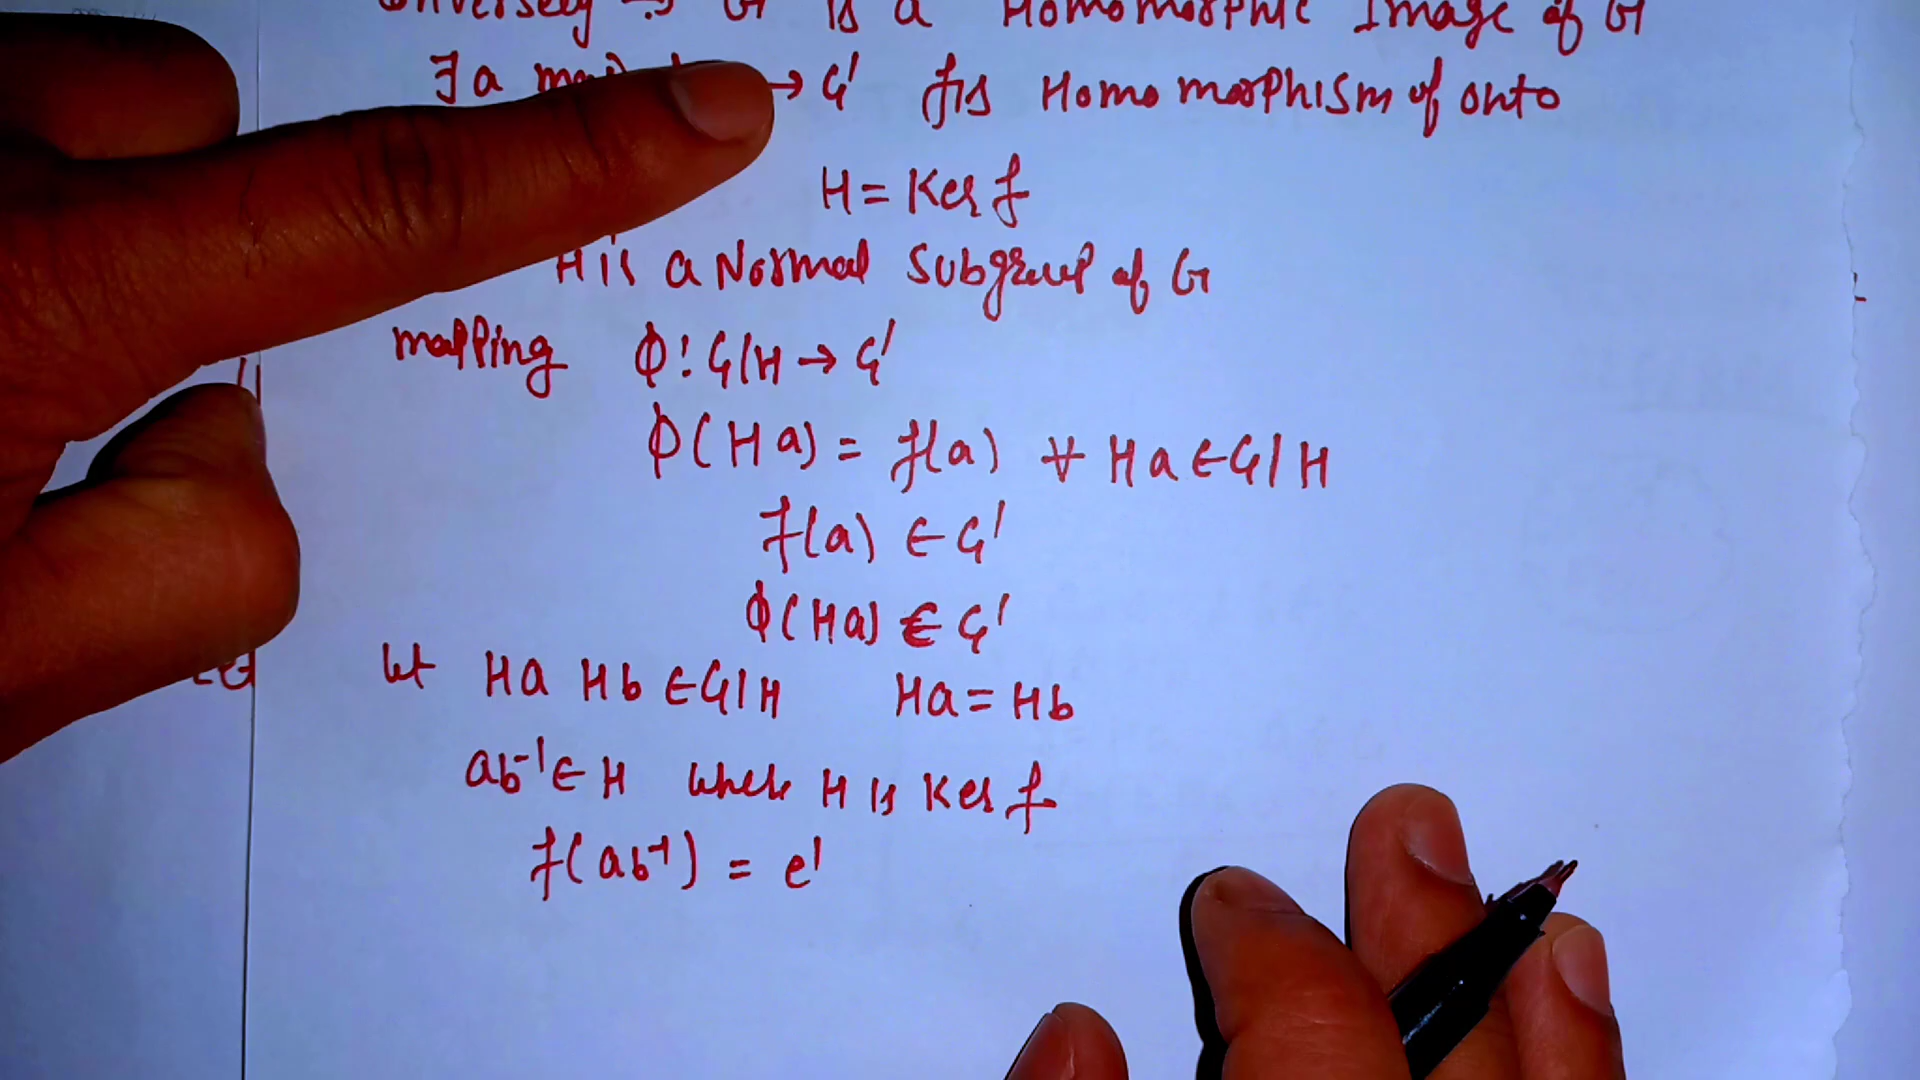 is a Homomorphic Image of G
∃ a → G' f is Homomorphism of onto
H = Ker f
H is a Normal Subgroup of G
mapping ϕ : G/H → G'
ϕ(Ha) = f(a) ∀ Ha ∈ G/H
f(a) ∈ G'
ϕ(Ha) ∈ G'
let Ha Hb ∈ G/H Ha = Hb
ab⁻¹ ∈ H where H is Ker f
f(ab⁻¹) = e'